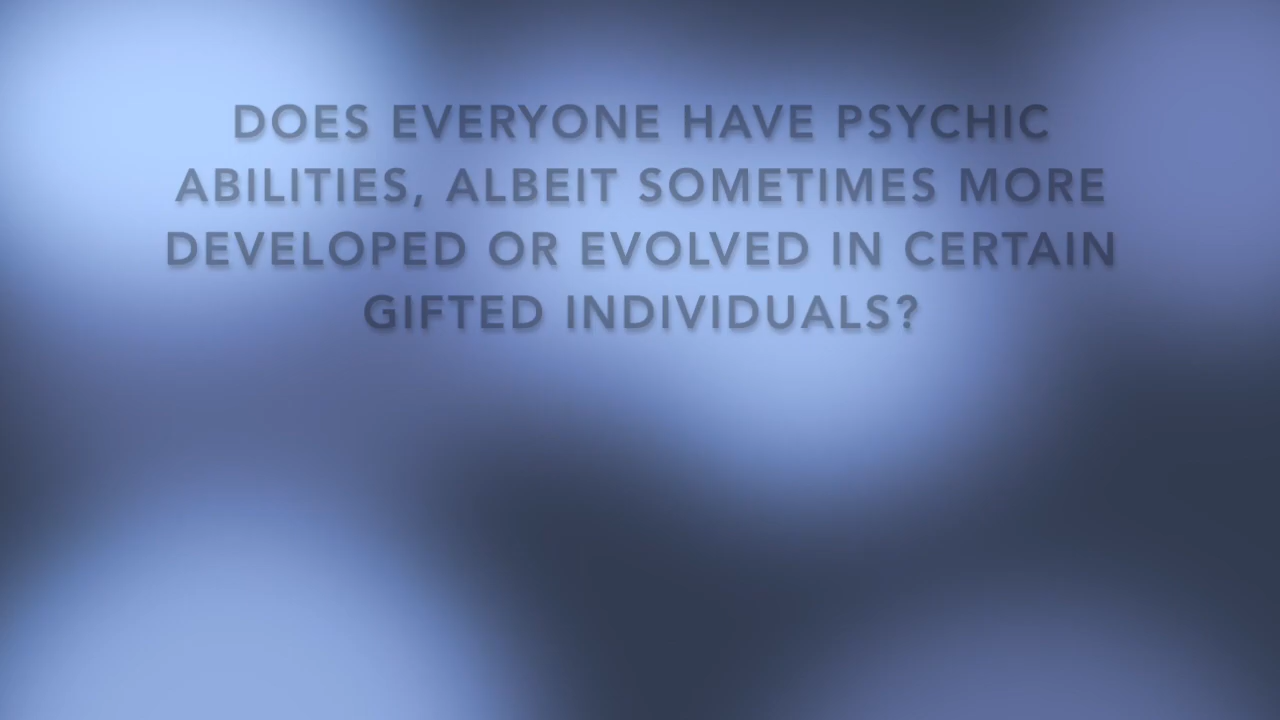 DOES EVERYONE HAVE PSYCHIC
ABILITIES, ALBEIT SOMETIMES MORE
DEVELOPED OR EVOLVED IN CERTAIN
GIFTED INDIVIDUALS?